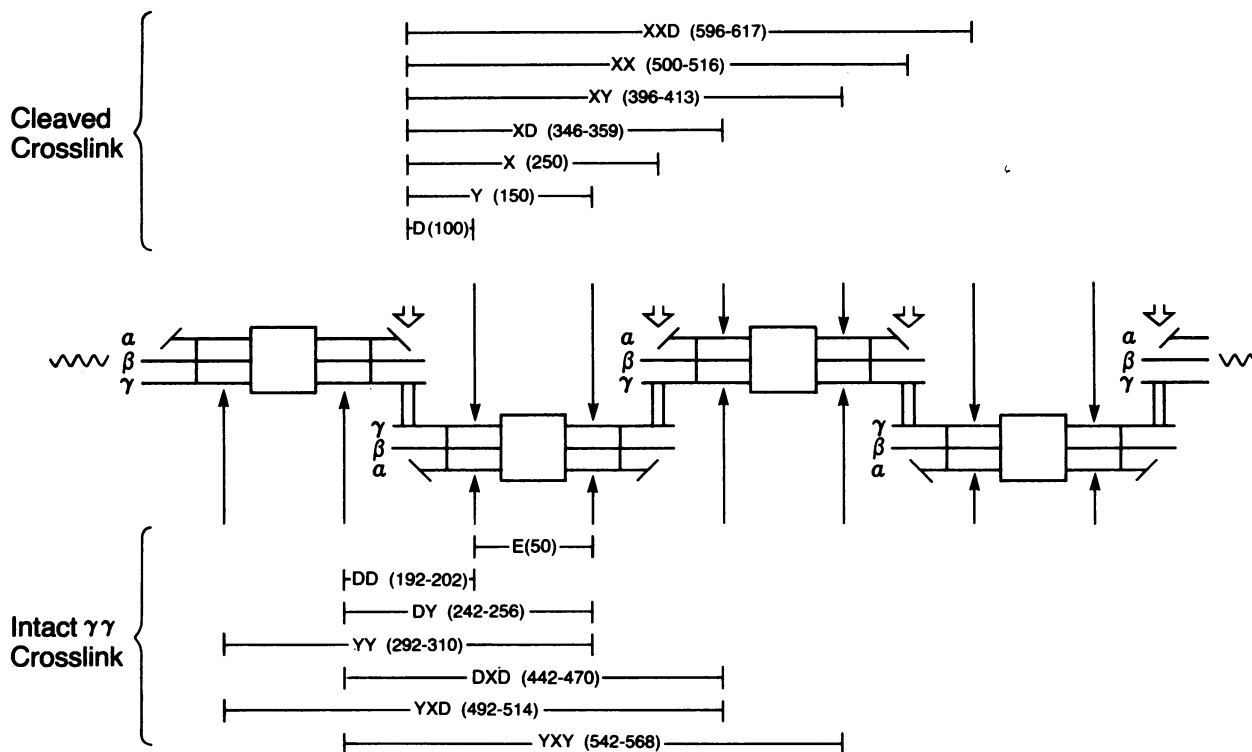 XXD (596-617)
XX (500-516)
XY (396-413)
XD (346-359)
X (250)
Y (150)
D(100)
Cleaved
Crosslink
α
β
γ
γ
β
α
α
β
γ
γ
β
α
α
β
γ
E(50)
DD (192-202)
DY (242-256)
YY (292-310)
DXD (442-470)
YXD (492-514)
YXY (542-568)
Intact γγ
Crosslink